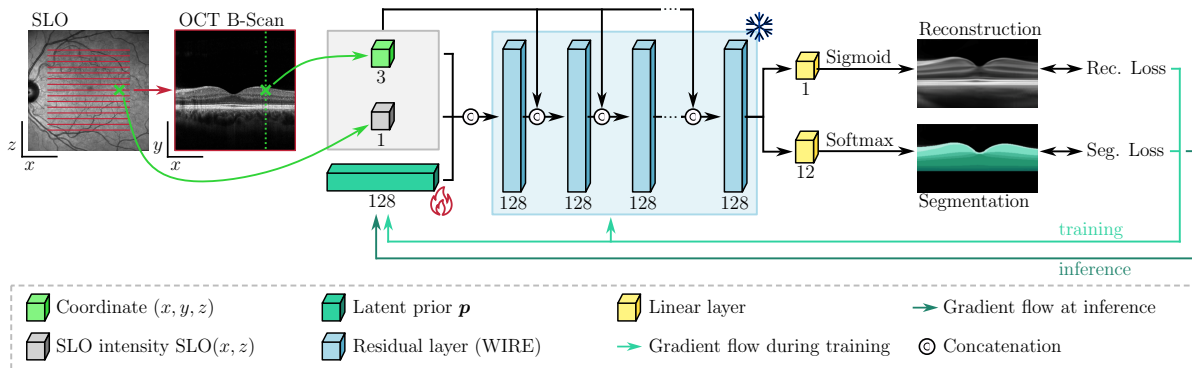 SLO
OCT B-Scan
z
x
y
x
3
1
128
C
C
C
C
128
128
128
128
1
Sigmoid
12
Softmax
Reconstruction
Segmentation
Rec. Loss
Seg. Loss
training
inference
Coordinate (x, y, z)
Latent prior p
Linear layer
Gradient flow at inference
SLO intensity SLO(x, z)
Residual layer (WIRE)
Gradient flow during training
C Concatenation